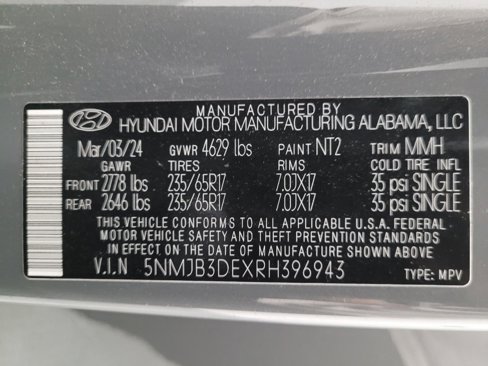 MANUFACTURED BY
HYUNDAI MOTOR MANUFACTURING ALABAMA, LLC
Mar/03/24 GVWR 4629 lbs PAINT NT2 TRIM MMH
GAWR TIRES RIMS COLD TIRE INFL
FRONT 2778 lbs 235/65R17 7.0JX17 35 psi SINGLE
REAR 2646 lbs 235/65R17 7.0JX17 35 psi SINGLE
THIS VEHICLE CONFORMS TO ALL APPLICABLE U.S.A. FEDERAL
MOTOR VEHICLE SAFETY AND THEFT PREVENTION STANDARDS
IN EFFECT ON THE DATE OF MANUFACTURE SHOWN ABOVE
V.I.N 5NMJB3DEXRH396943 TYPE: MPV